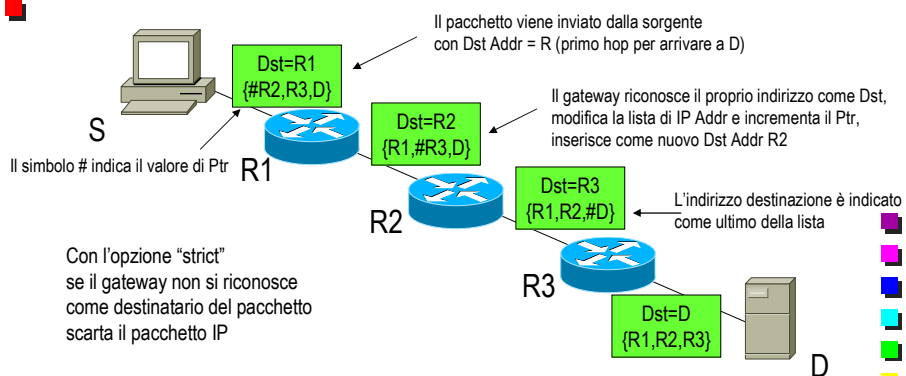 Il pacchetto viene inviato dalla sorgente
con Dst Addr = R (primo hop per arrivare a D)
Dst=R1
{#R2,R3,D}
S
Il simbolo # indica il valore di Ptr
R1
Il gateway riconosce il proprio indirizzo come Dst,
modifica la lista di IP Addr e incrementa il Ptr,
inserisce come nuovo Dst Addr R2
Dst=R2
{R1,#R3,D}
R2
Dst=R3
{R1,R2,#D}
L'indirizzo destinazione è indicato
come ultimo della lista
Con l'opzione “strict”
se il gateway non si riconosce
come destinatario del pacchetto
scarta il pacchetto IP
R3
Dst=D
{R1,R2,R3}
D